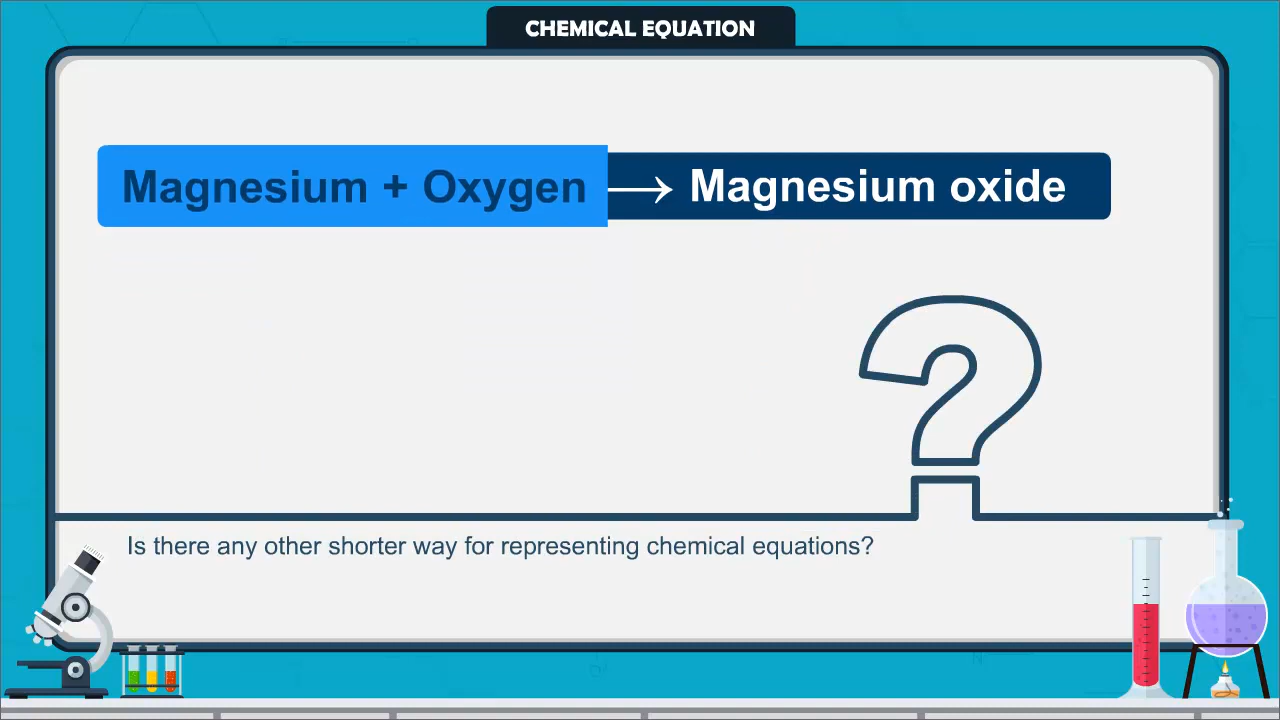 CHEMICAL EQUATION
Magnesium + Oxygen → Magnesium oxide
?
Is there any other shorter way for representing chemical equations?